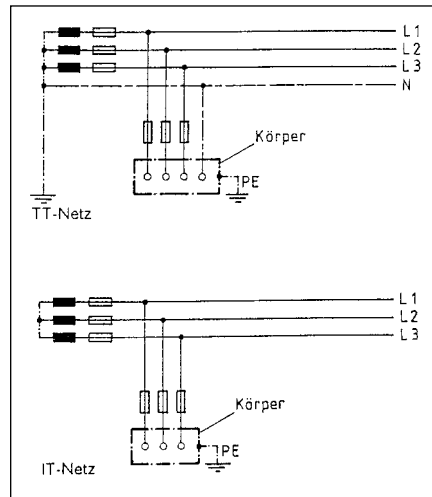 L1
L2
L3
N
Körper
PE
TT-Netz
L1
L2
L3
Körper
PE
IT-Netz